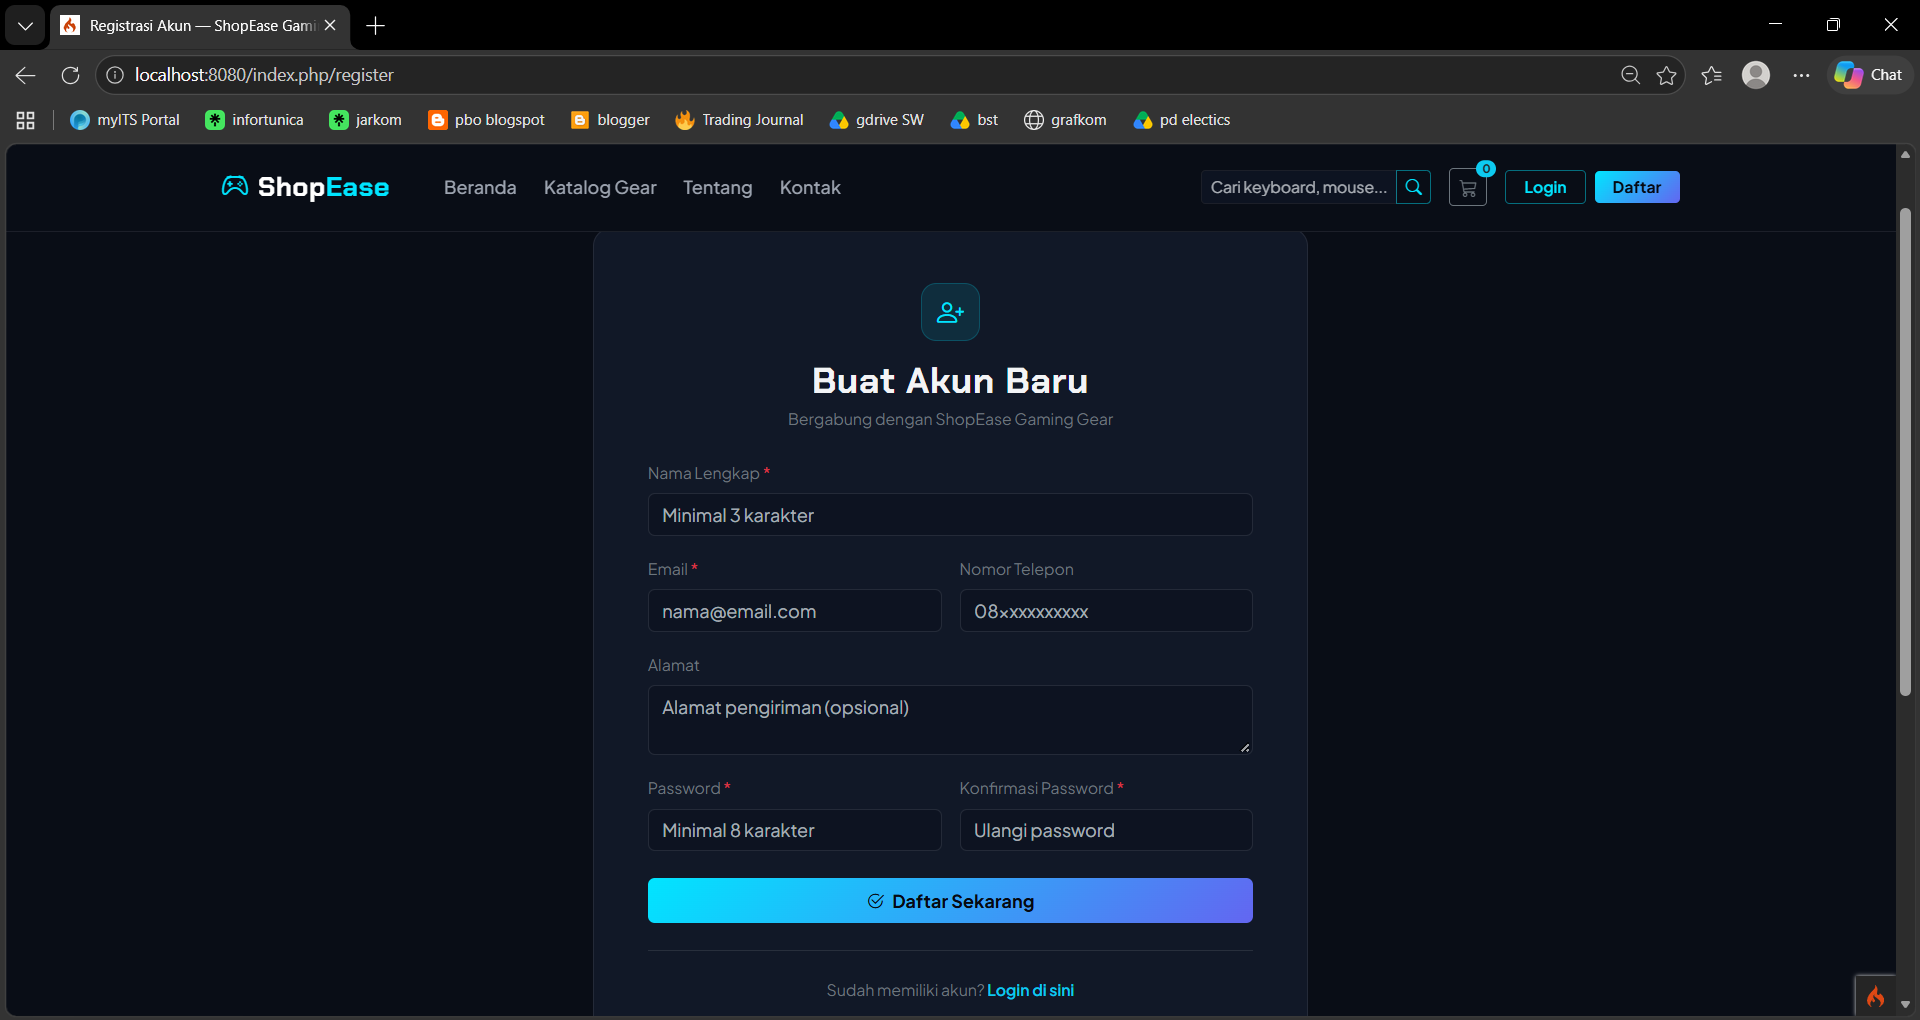 Registrasi Akun — ShopEase Gami
localhost:8080/index.php/register
Chat
myITS Portal
infortunica
jarkom
pbo blogspot
blogger
Trading Journal
gdrive SW
bst
grafkom
pd electics
ShopEase
Beranda
Katalog Gear
Tentang
Kontak
Cari keyboard, mouse...
0
Login
Daftar
Buat Akun Baru
Bergabung dengan ShopEase Gaming Gear
Nama Lengkap *
Minimal 3 karakter
Email *
Nomor Telepon
nama@email.com
08xxxxxxxxxx
Alamat
Alamat pengiriman (opsional)
Password *
Konfirmasi Password *
Minimal 8 karakter
Ulangi password
Daftar Sekarang
Sudah memiliki akun? Login di sini